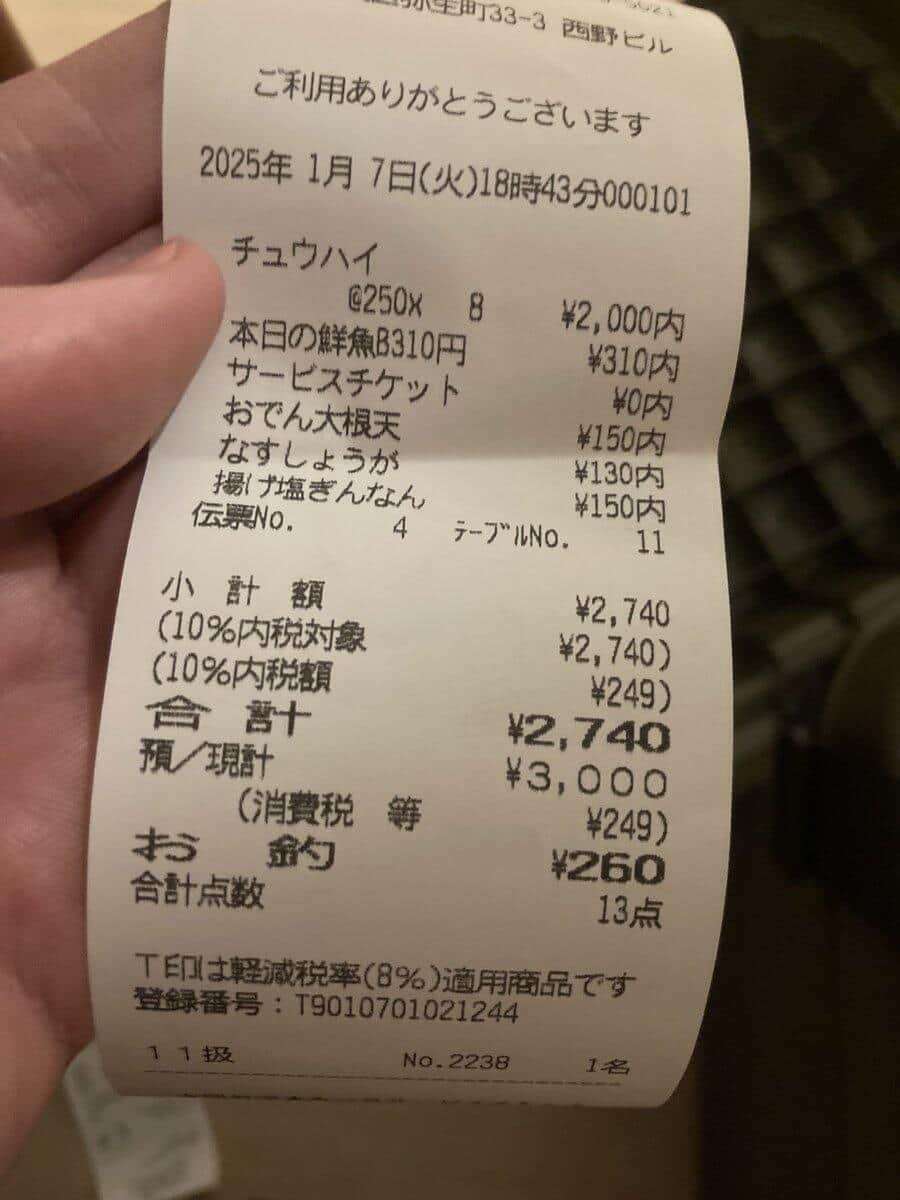 弥生町33-3 西野ビル
ご利用ありがとうございます
2025年 1月 7日(火)18時43分000101
チュウハイ
@250x 8 ¥2,000内
本日の鮮魚B310円 ¥310内
サービスチケット ¥0内
おでん大根天 ¥150内
なすしょうが ¥130内
揚げ塩ぎんなん ¥150内
伝票No. 4 テーブルNo. 11
小 計 額 ¥2,740
(10%内税対象 ¥2,740)
(10%内税額 ¥249)
合 計 ¥2,740
預/現計 ¥3,000
(消費税 等 ¥249)
お 釣 ¥260
合計点数 13点
T印は軽減税率(8%)適用商品です
登録番号:T9010701021244
11扱 No.2238 1名